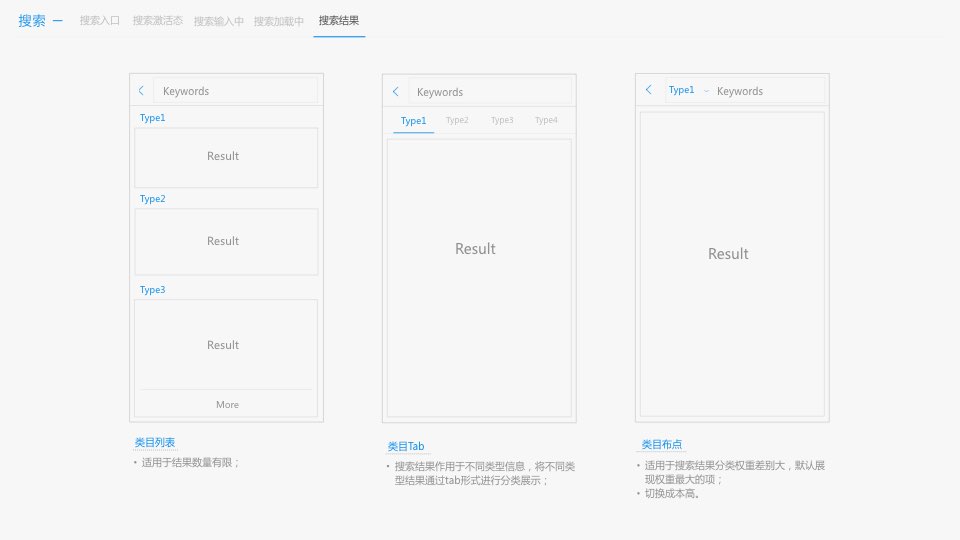 搜索 — 搜索入口 搜索激活态 搜索输入中 搜索加载中 搜索结果
Keywords
Type1
Result
Type2
Result
Type3
Result
More
类目列表
• 适用于结果数量有限；
Keywords
Type1 Type2 Type3 Type4
Result
类目Tab
• 搜索结果作用于不同类型信息，将不同类
型结果通过tab形式进行分类展示；
Type1 Keywords
Result
类目布点
• 适用于搜索结果分类权重差别大，默认展
现权重最大的项；
• 切换成本高。